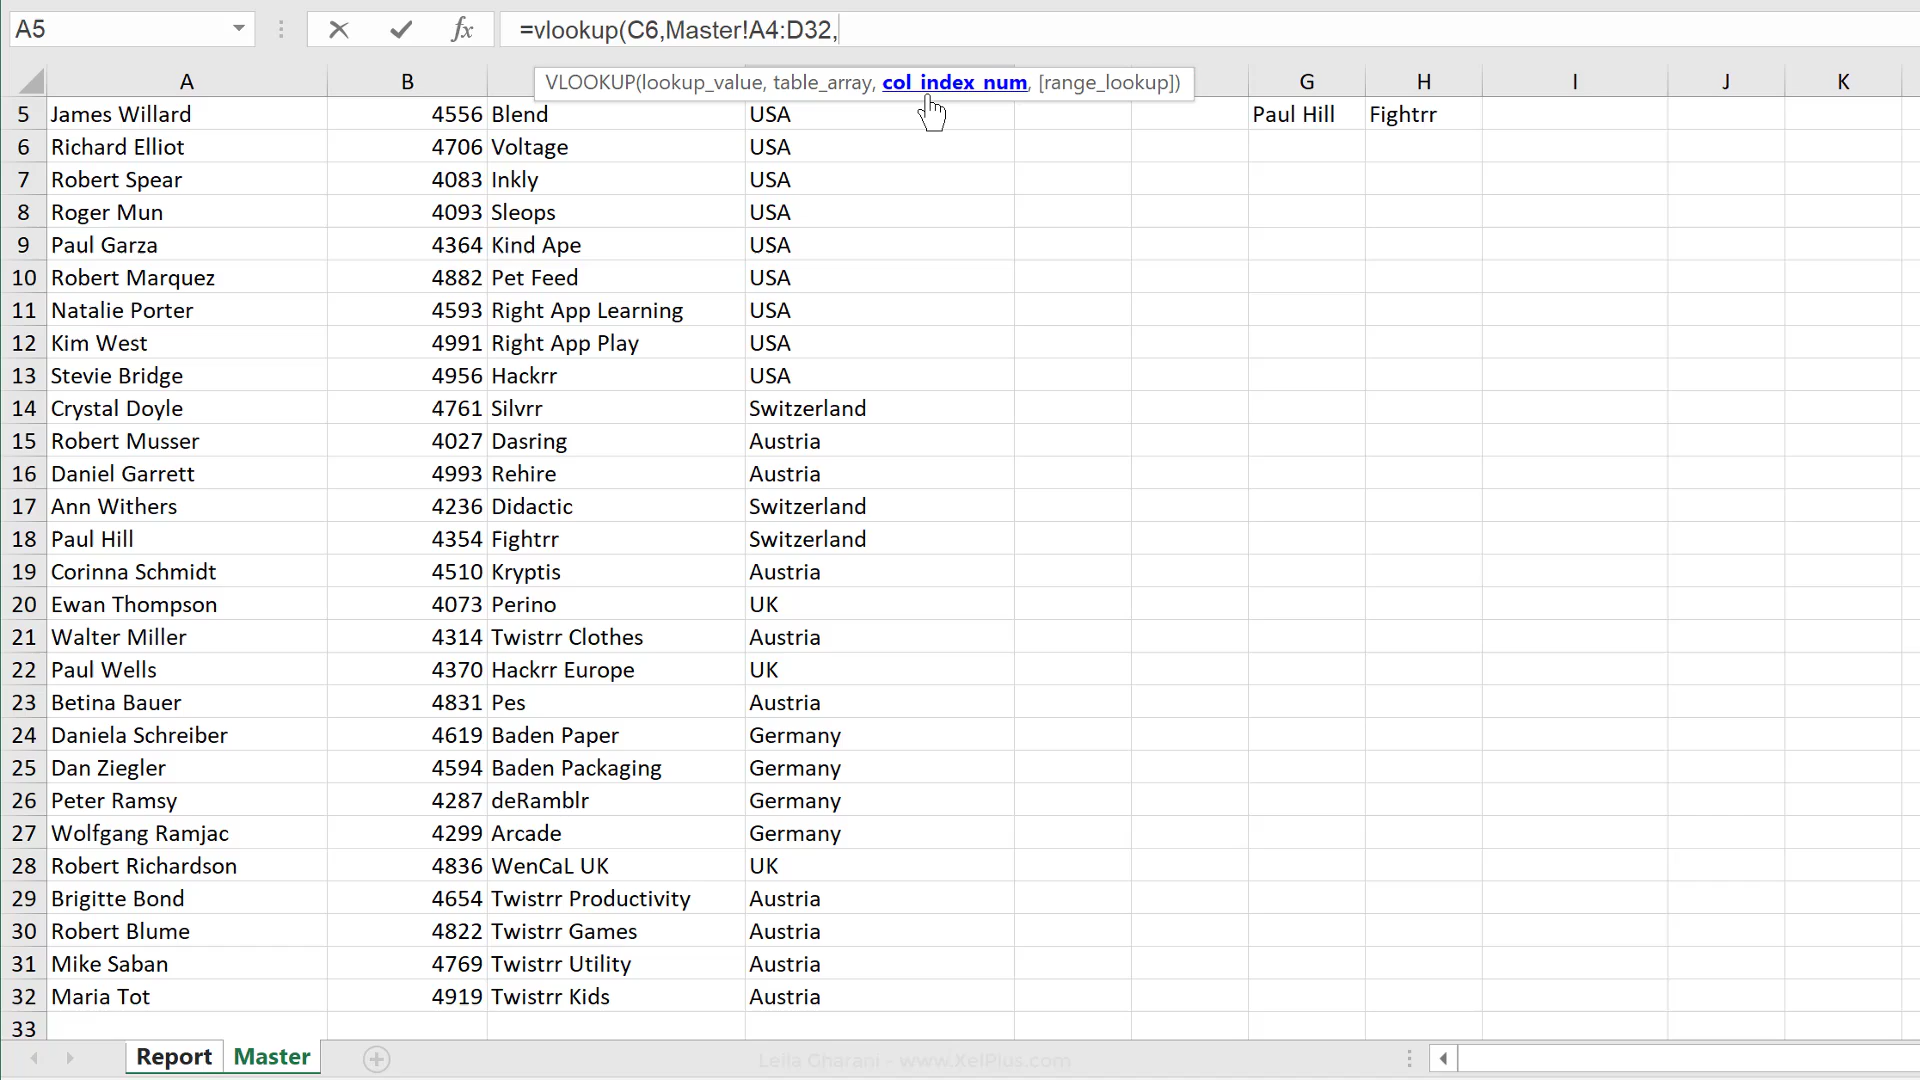 A5 fx =vlookup(C6,Master!A4:D32,
VLOOKUP(lookup_value, table_array, col_index_num, [range_lookup])
A B G H I J K
5 James Willard 4556 Blend USA Paul Hill Fightrr
6 Richard Elliot 4706 Voltage USA
7 Robert Spear 4083 Inkly USA
8 Roger Mun 4093 Sleops USA
9 Paul Garza 4364 Kind Ape USA
10 Robert Marquez 4882 Pet Feed USA
11 Natalie Porter 4593 Right App Learning USA
12 Kim West 4991 Right App Play USA
13 Stevie Bridge 4956 Hackrr USA
14 Crystal Doyle 4761 Silvrr Switzerland
15 Robert Musser 4027 Dasring Austria
16 Daniel Garrett 4993 Rehire Austria
17 Ann Withers 4236 Didactic Switzerland
18 Paul Hill 4354 Fightrr Switzerland
19 Corinna Schmidt 4510 Kryptis Austria
20 Ewan Thompson 4073 Perino UK
21 Walter Miller 4314 Twistrr Clothes Austria
22 Paul Wells 4370 Hackrr Europe UK
23 Betina Bauer 4831 Pes Austria
24 Daniela Schreiber 4619 Baden Paper Germany
25 Dan Ziegler 4594 Baden Packaging Germany
26 Peter Ramsy 4287 deRamblr Germany
27 Wolfgang Ramjac 4299 Arcade Germany
28 Robert Richardson 4836 WenCaL UK UK
29 Brigitte Bond 4654 Twistrr Productivity Austria
30 Robert Blume 4822 Twistrr Games Austria
31 Mike Saban 4769 Twistrr Utility Austria
32 Maria Tot 4919 Twistrr Kids Austria
33
Report Master Leila Gharani - www.XelPlus.com